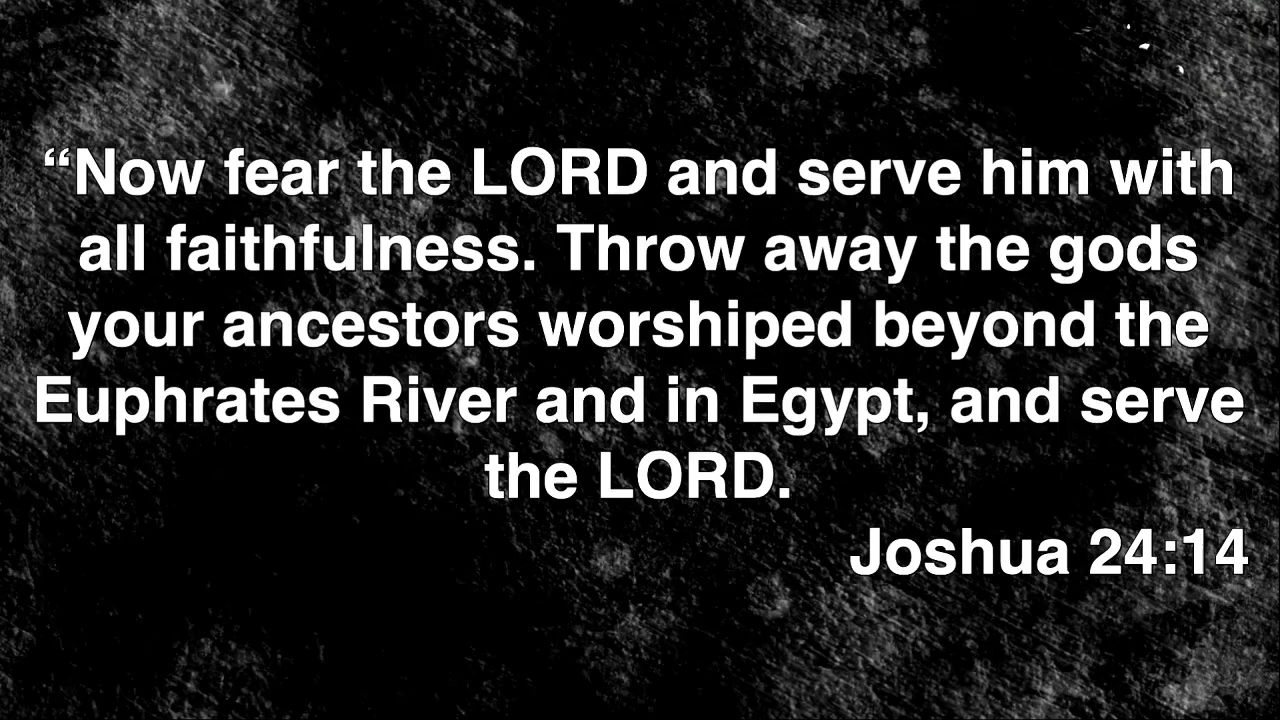 “Now fear the LORD and serve him with
all faithfulness. Throw away the gods
your ancestors worshiped beyond the
Euphrates River and in Egypt, and serve
the LORD.
Joshua 24:14